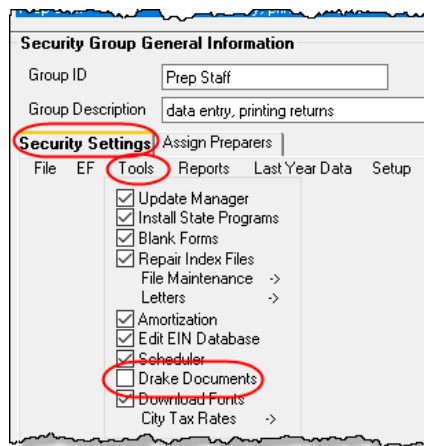 Security Group General Information
Group ID Prep Staff
Group Description data entry, printing returns
Security Settings Assign Preparers
File EF Tools Reports Last Year Data Setup
Update Manager
Install State Programs
Blank Forms
Repair Index Files
File Maintenance ->
Letters ->
Amortization
Edit EIN Database
Scheduler
Drake Documents
Download Fonts
City Tax Rates ->